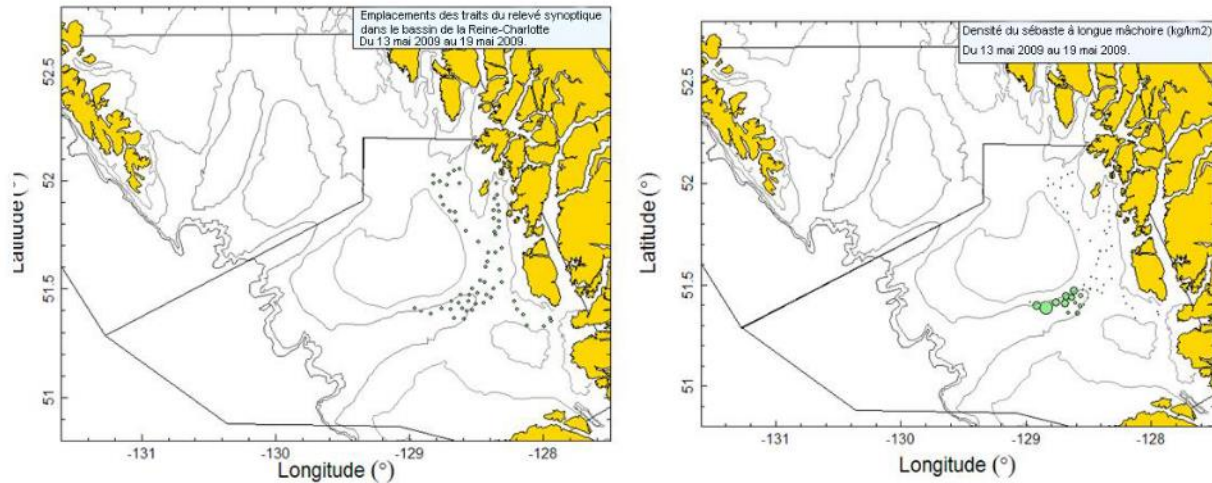 Emplacements des traits du relevé synoptique
dans le bassin de la Reine-Charlotte
Du 13 mai 2009 au 19 mai 2009.
52.5
52
51.5
51
Latitude (°)
-131
-130
-129
-128
Longitude (°)
Densité du sébaste à longue mâchoire (kg/km2)
Du 13 mai 2009 au 19 mai 2009.
52.5
52
51.5
51
Latitude (°)
-131
-130
-129
-128
Longitude (°)